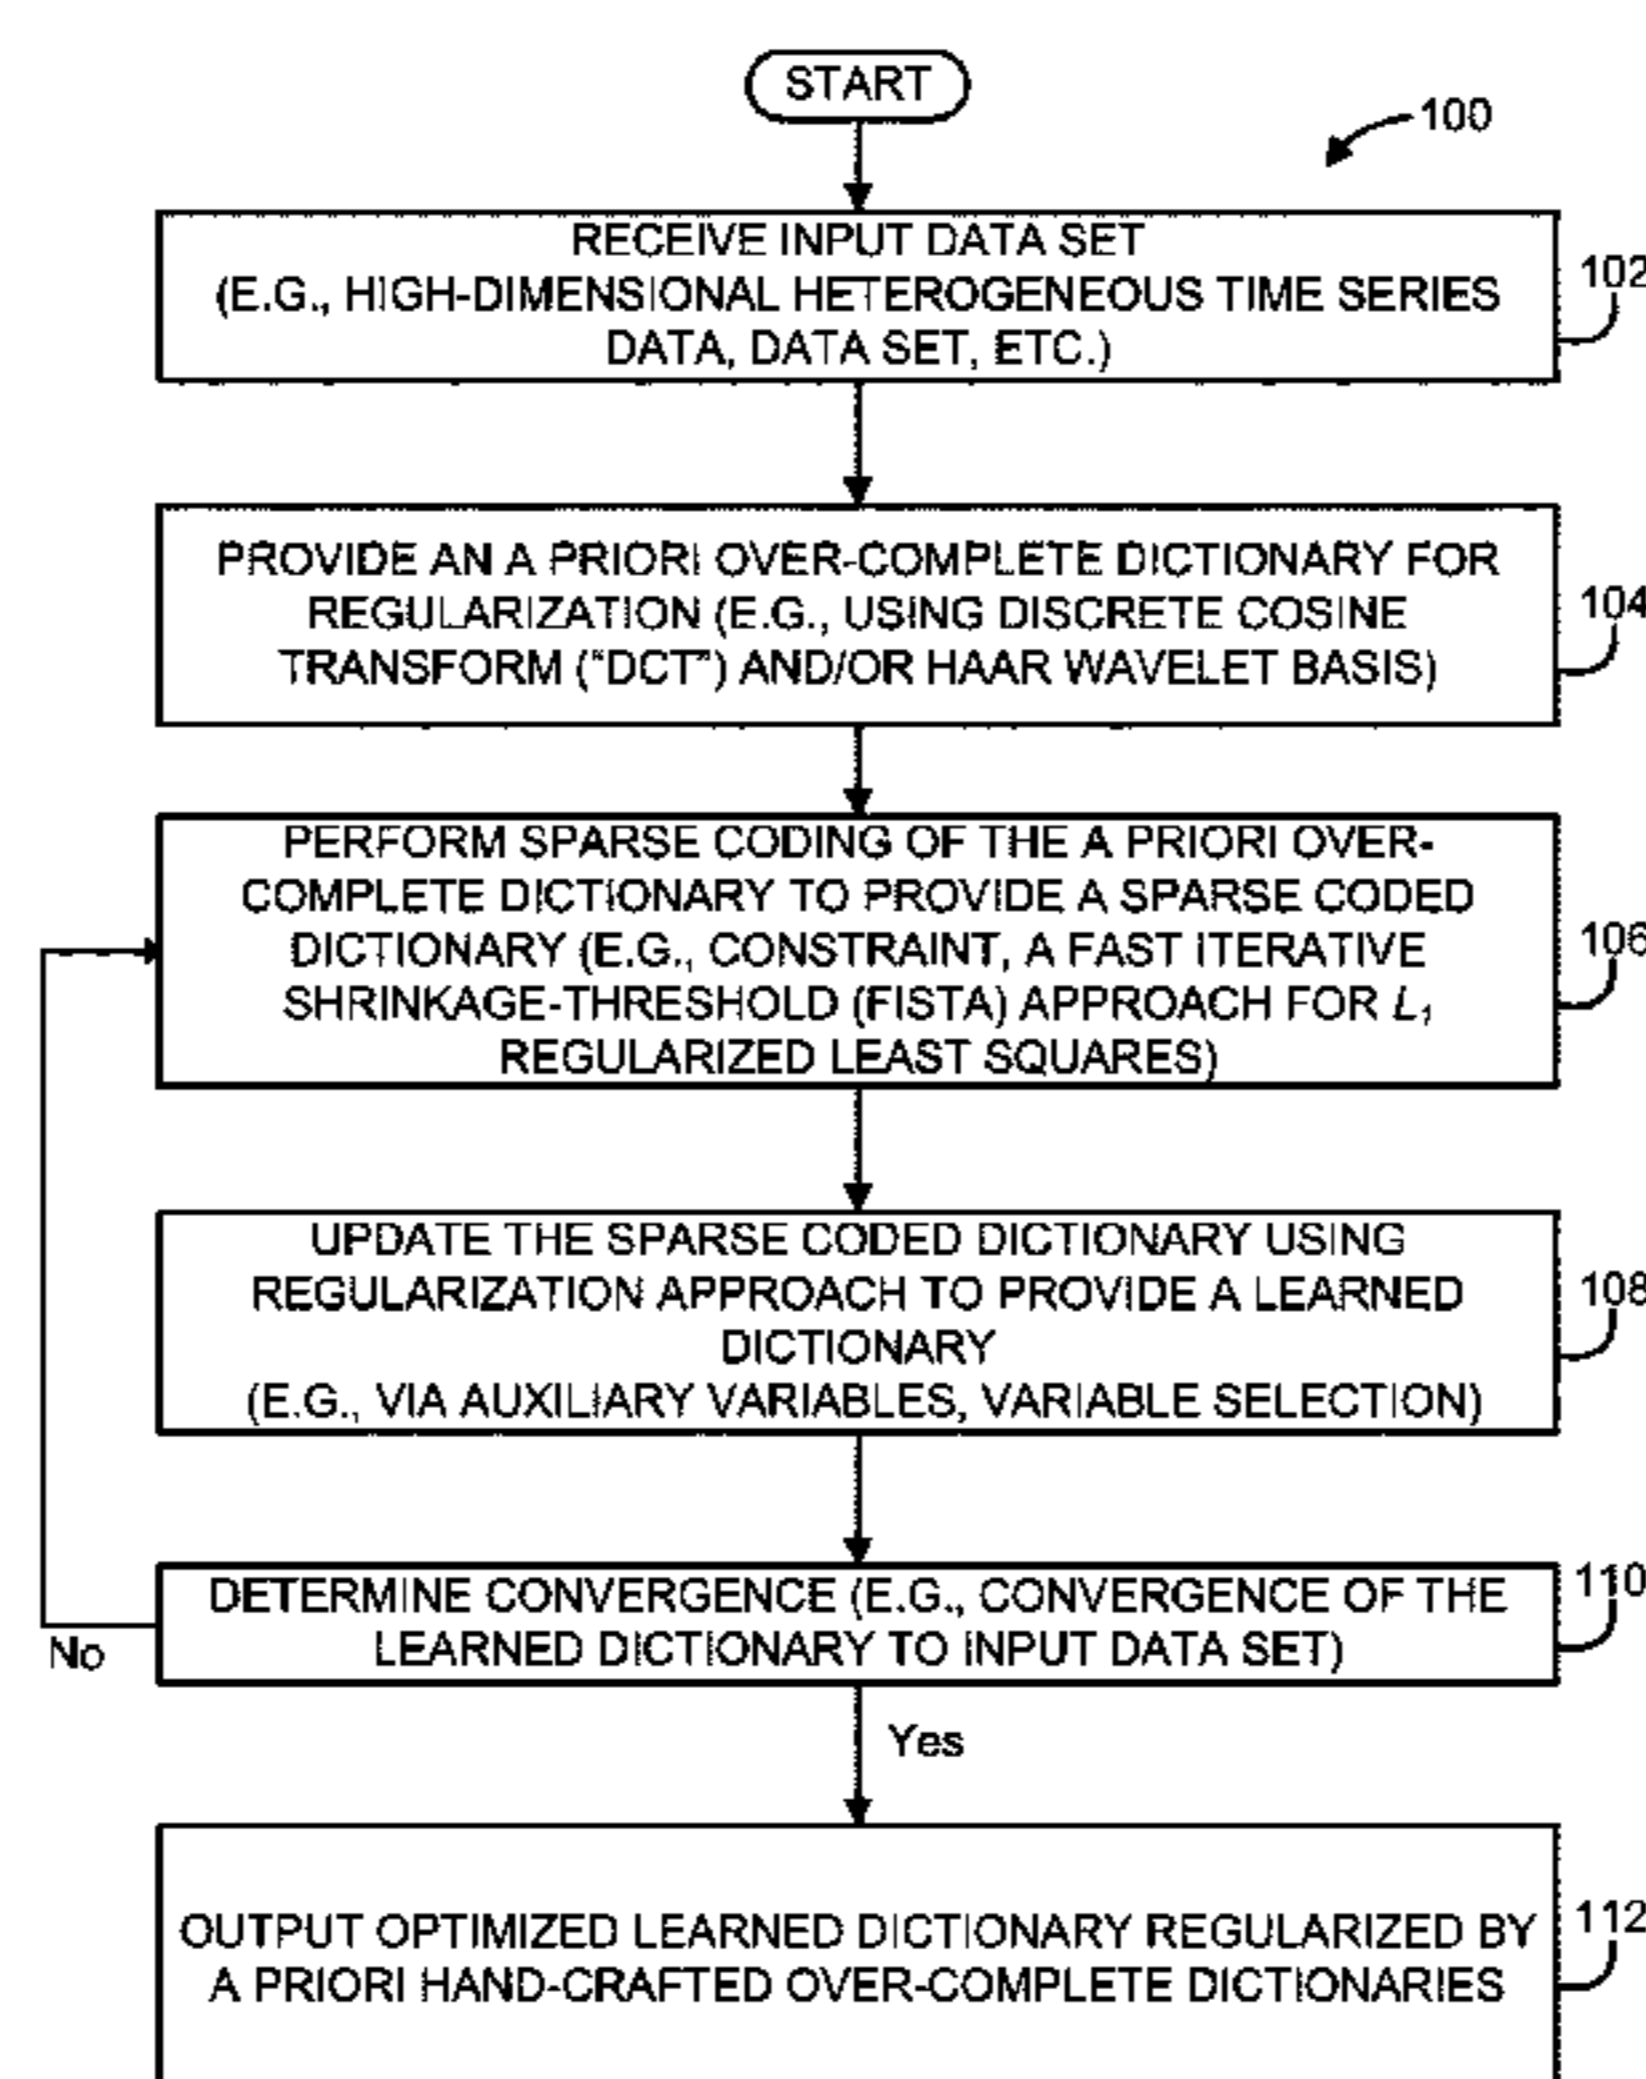 START
100
RECEIVE INPUT DATA SET
(E.G., HIGH-DIMENSIONAL HETEROGENEOUS TIME SERIES
DATA, DATA SET, ETC.)
102
PROVIDE AN A PRIORI OVER-COMPLETE DICTIONARY FOR
REGULARIZATION (E.G., USING DISCRETE COSINE
TRANSFORM ("DCT") AND/OR HAAR WAVELET BASIS)
104
PERFORM SPARSE CODING OF THE A PRIORI OVER-
COMPLETE DICTIONARY TO PROVIDE A SPARSE CODED
DICTIONARY (E.G., CONSTRAINT, A FAST ITERATIVE
SHRINKAGE-THRESHOLD (FISTA) APPROACH FOR L₁
REGULARIZED LEAST SQUARES)
106
UPDATE THE SPARSE CODED DICTIONARY USING
REGULARIZATION APPROACH TO PROVIDE A LEARNED
DICTIONARY
(E.G., VIA AUXILIARY VARIABLES, VARIABLE SELECTION)
108
DETERMINE CONVERGENCE (E.G., CONVERGENCE OF THE
LEARNED DICTIONARY TO INPUT DATA SET)
110
No
Yes
OUTPUT OPTIMIZED LEARNED DICTIONARY REGULARIZED BY
A PRIORI HAND-CRAFTED OVER-COMPLETE DICTIONARIES
112